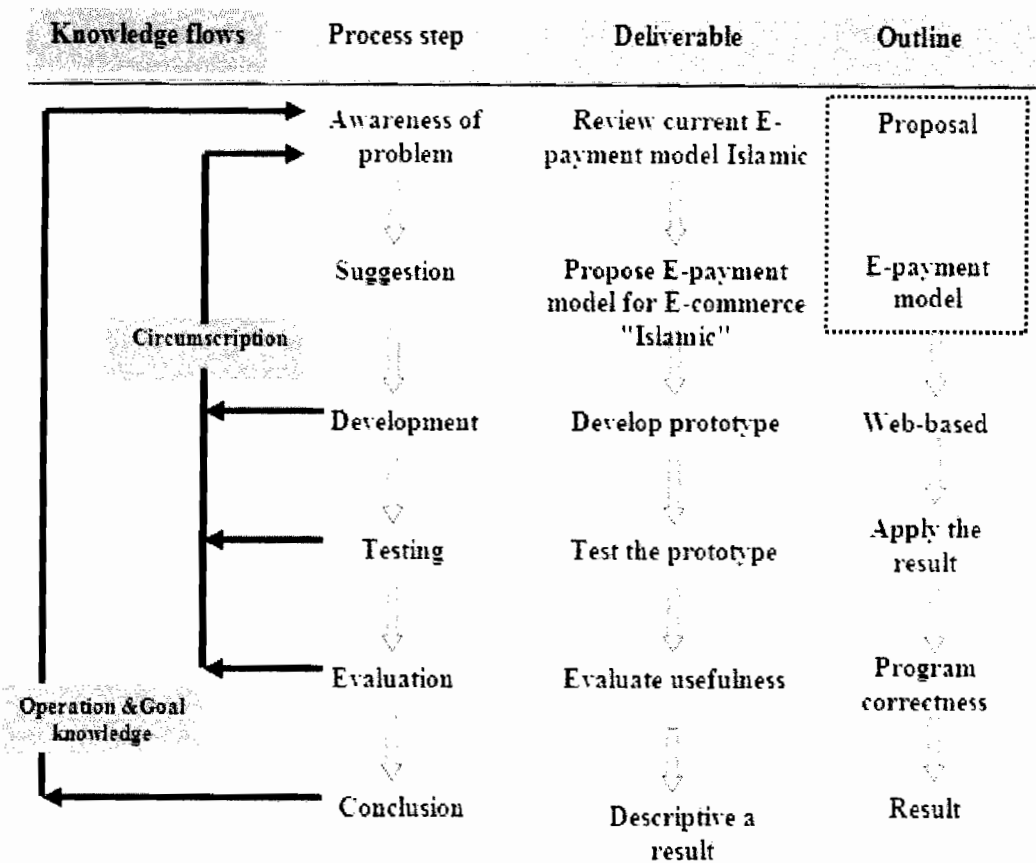 Knowledge flows Process step Deliverable Outline
Awareness of problem
Review current E-
payment model Islamic
Proposal
Suggestion
Propose E-payment
model for E-commerce
"Islamic"
E-payment
model
Circumscription
Development
Develop prototype
Web-based
Testing
Test the prototype
Apply the
result
Evaluation
Evaluate usefulness
Program
correctness
Operation &Goal
knowledge
Conclusion
Descriptive a
result
Result